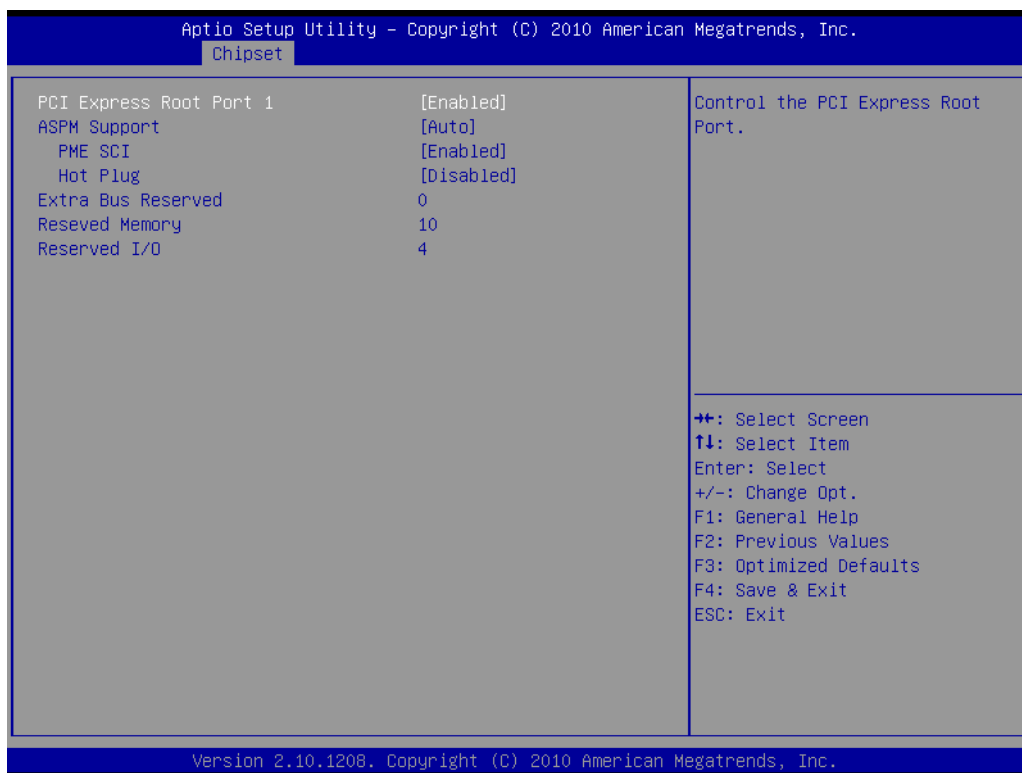 Aptio Setup Utility – Copyright (C) 2010 American Megatrends, Inc.
Chipset
PCI Express Root Port 1 [Enabled]
ASPM Support [Auto]
PME SCI [Enabled]
Hot Plug [Disabled]
Extra Bus Reserved 0
Reseved Memory 10
Reserved I/O 4
Control the PCI Express Root
Port.
→←: Select Screen
↑↓: Select Item
Enter: Select
+/-: Change Opt.
F1: General Help
F2: Previous Values
F3: Optimized Defaults
F4: Save & Exit
ESC: Exit
Version 2.10.1208. Copyright (C) 2010 American Megatrends, Inc.